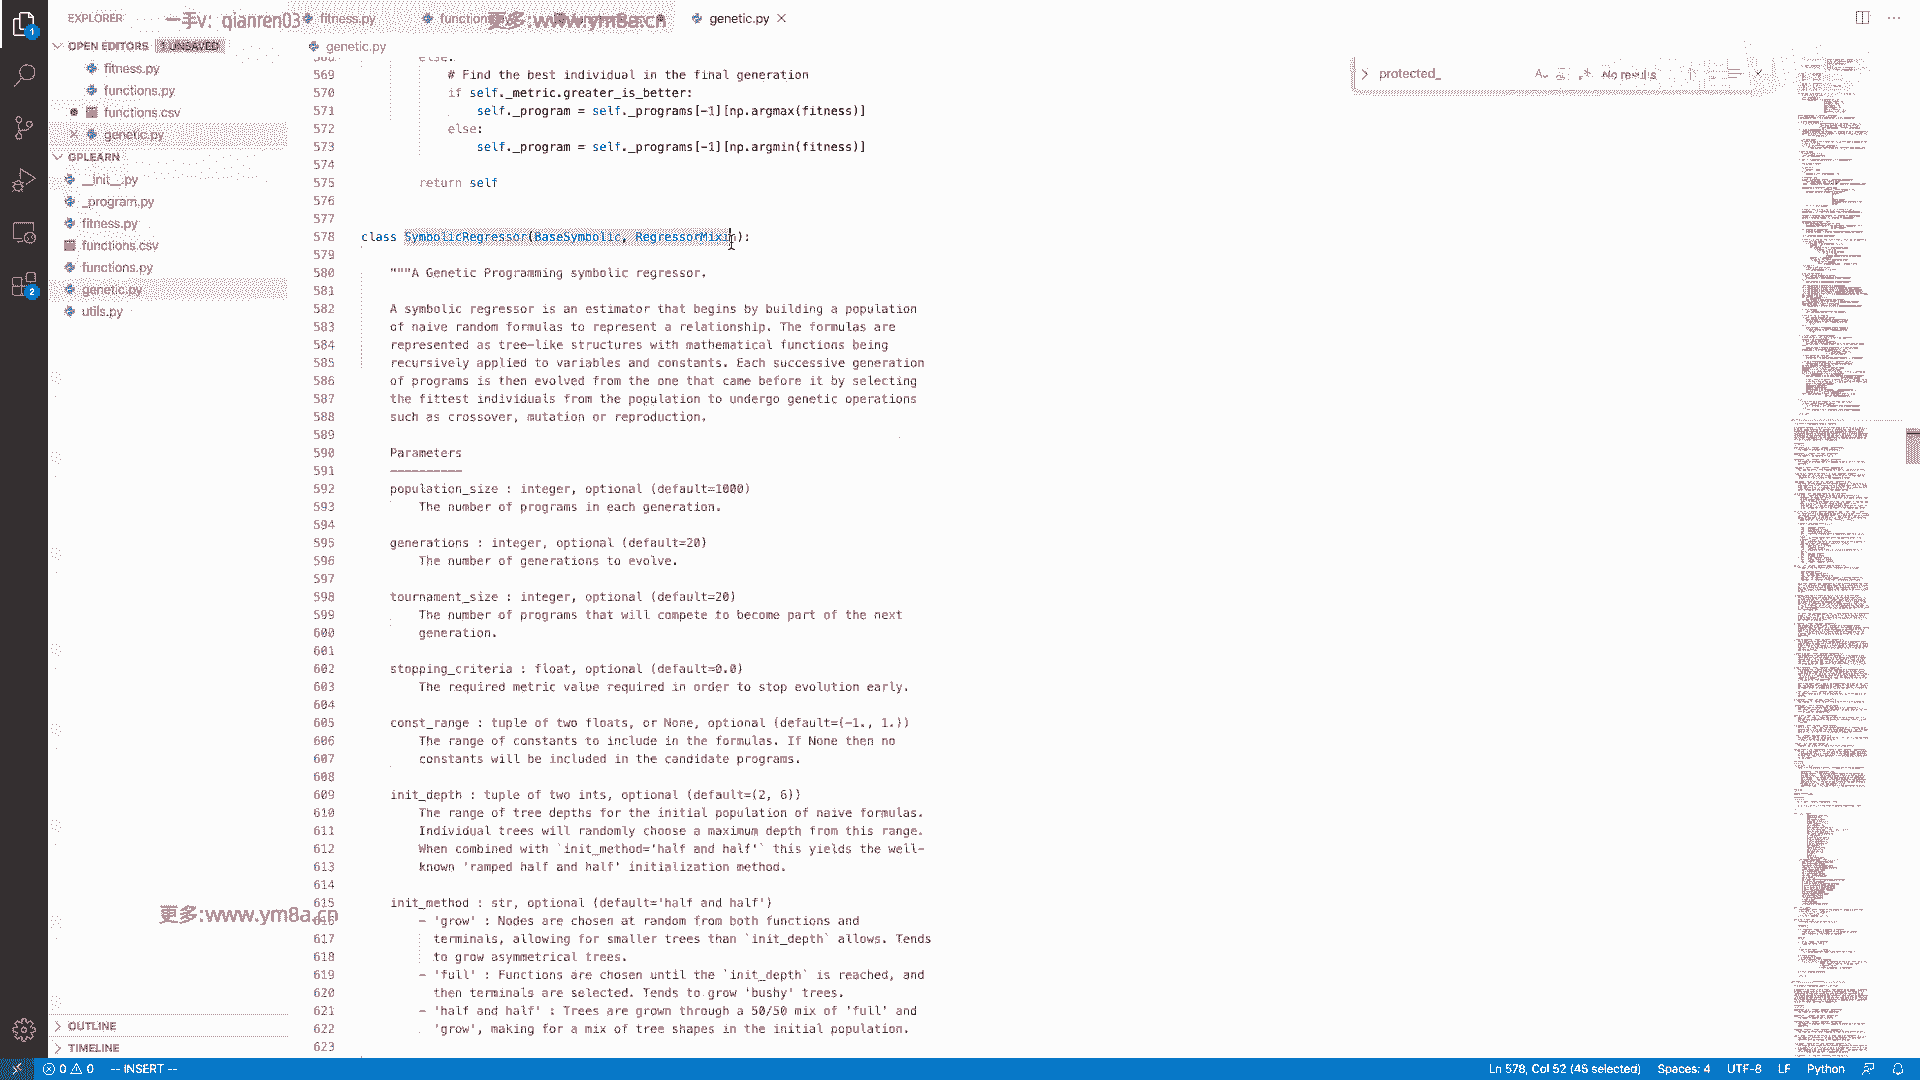 EXPLORER
一手v：qianren03
fitness.py
更多:www.ym8a.cn
genetic.py
OPEN EDITORS
1 UNSAVED
fitness.py
functions.py
functions.csv
genetic.py
GPLEARN
__init__.py
_program.py
fitness.py
functions.csv
functions.py
genetic.py
utils.py
genetic.py
protected_
No results
568 else:
569 # Find the best individual in the final generation
570 if self._metric.greater_is_better:
571 self._program = self._programs[-1][np.argmax(fitness)]
572 else:
573 self._program = self._programs[-1][np.argmin(fitness)]
574
575 return self
576
577
578 class SymbolicRegressor(BaseSymbolic, RegressorMixin):
579
580 """A Genetic Programming symbolic regressor.
581
582 A symbolic regressor is an estimator that begins by building a population
583 of naive random formulas to represent a relationship. The formulas are
584 represented as tree-like structures with mathematical functions being
585 recursively applied to variables and constants. Each successive generation
586 of programs is then evolved from the one that came before it by selecting
587 the fittest individuals from the population to undergo genetic operations
588 such as crossover, mutation or reproduction.
589
590 Parameters
591 ----------
592 population_size : integer, optional (default=1000)
593 The number of programs in each generation.
594
595 generations : integer, optional (default=20)
596 The number of generations to evolve.
597
598 tournament_size : integer, optional (default=20)
599 The number of programs that will compete to become part of the next
600 generation.
601
602 stopping_criteria : float, optional (default=0.0)
603 The required metric value required in order to stop evolution early.
604
605 const_range : tuple of two floats, or None, optional (default=(-1., 1.))
606 The range of constants to include in the formulas. If None then no
607 constants will be included in the candidate programs.
608
609 init_depth : tuple of two ints, optional (default=(2, 6))
610 The range of tree depths for the initial population of naive formulas.
611 Individual trees will randomly choose a maximum depth from this range.
612 When combined with `init_method='half and half'` this yields the well-
613 known 'ramped half and half' initialization method.
614
615 init_method : str, optional (default='half and half')
616 - 'grow' : Nodes are chosen at random from both functions and
617 terminals, allowing for smaller trees than `init_depth` allows. Tends
618 to grow asymmetrical trees.
619 - 'full' : Functions are chosen until the `init_depth` is reached, and
620 then terminals are selected. Tends to grow 'bushy' trees.
621 - 'half and half' : Trees are grown through a 50/50 mix of 'full' and
622 'grow', making for a mix of tree shapes in the initial population.
623
更多:www.ym8a.cn
OUTLINE
TIMELINE
0 0 -- INSERT --
Ln 578, Col 52 (45 selected)
Spaces: 4
UTF-8
LF
Python